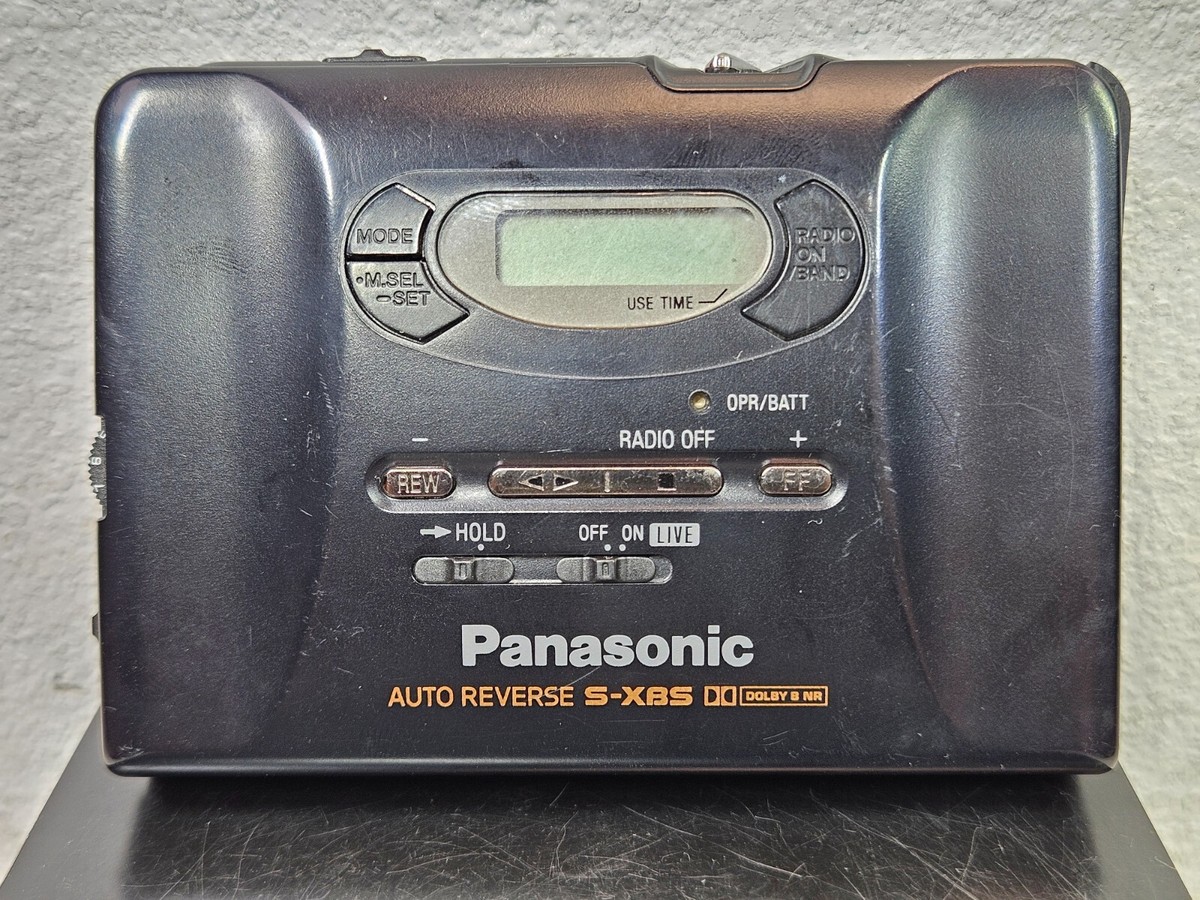 MODE
•M.SEL
—SET
RADIO
ON
/BAND
USE TIME
OPR/BATT
− RADIO OFF +
REW FF
→HOLD OFF ON LIVE
Panasonic
AUTO REVERSE S-XBS DOLBY B NR